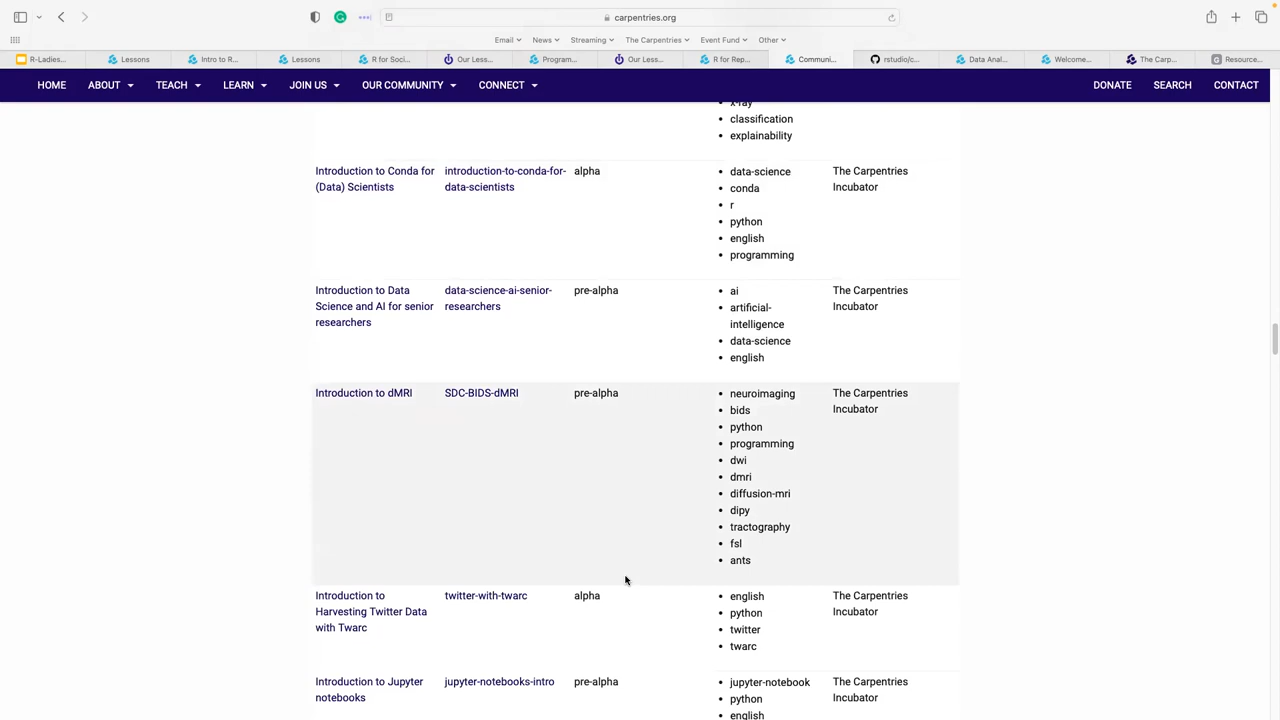 carpentries.org
Email News Streaming The Carpentries Event Fund Other
R-Ladies... Lessons Intro to R... Lessons R for Soci... Our Less... Program... Our Less... R for Rep... Communi... rstudio/c... Data Anal... Welcome... The Carp... Resource...
HOME ABOUT TEACH LEARN JOIN US OUR COMMUNITY CONNECT DONATE SEARCH CONTACT
x-ray
classification
explainability
Introduction to Conda for
(Data) Scientists
introduction-to-conda-for-
data-scientists
alpha
data-science
conda
r
python
english
programming
The Carpentries
Incubator
Introduction to Data
Science and AI for senior
researchers
data-science-ai-senior-
researchers
pre-alpha
ai
artificial-
intelligence
data-science
english
The Carpentries
Incubator
Introduction to dMRI
SDC-BIDS-dMRI
pre-alpha
neuroimaging
bids
python
programming
dwi
dmri
diffusion-mri
dipy
tractography
fsl
ants
The Carpentries
Incubator
Introduction to
Harvesting Twitter Data
with Twarc
twitter-with-twarc
alpha
english
python
twitter
twarc
The Carpentries
Incubator
Introduction to Jupyter
notebooks
jupyter-notebooks-intro
pre-alpha
jupyter-notebook
python
english
The Carpentries
Incubator